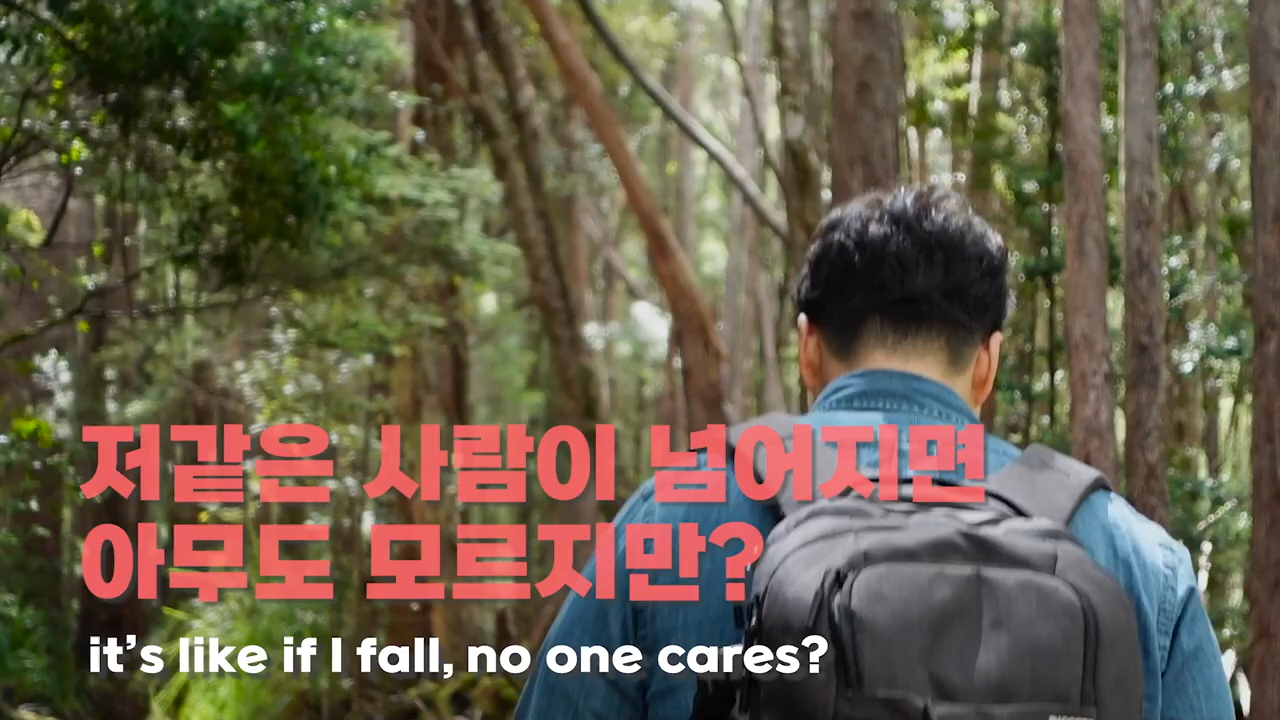 저같은 사람이 넘어지면
아무도 모르지만?
it's like if I fall, no one cares?